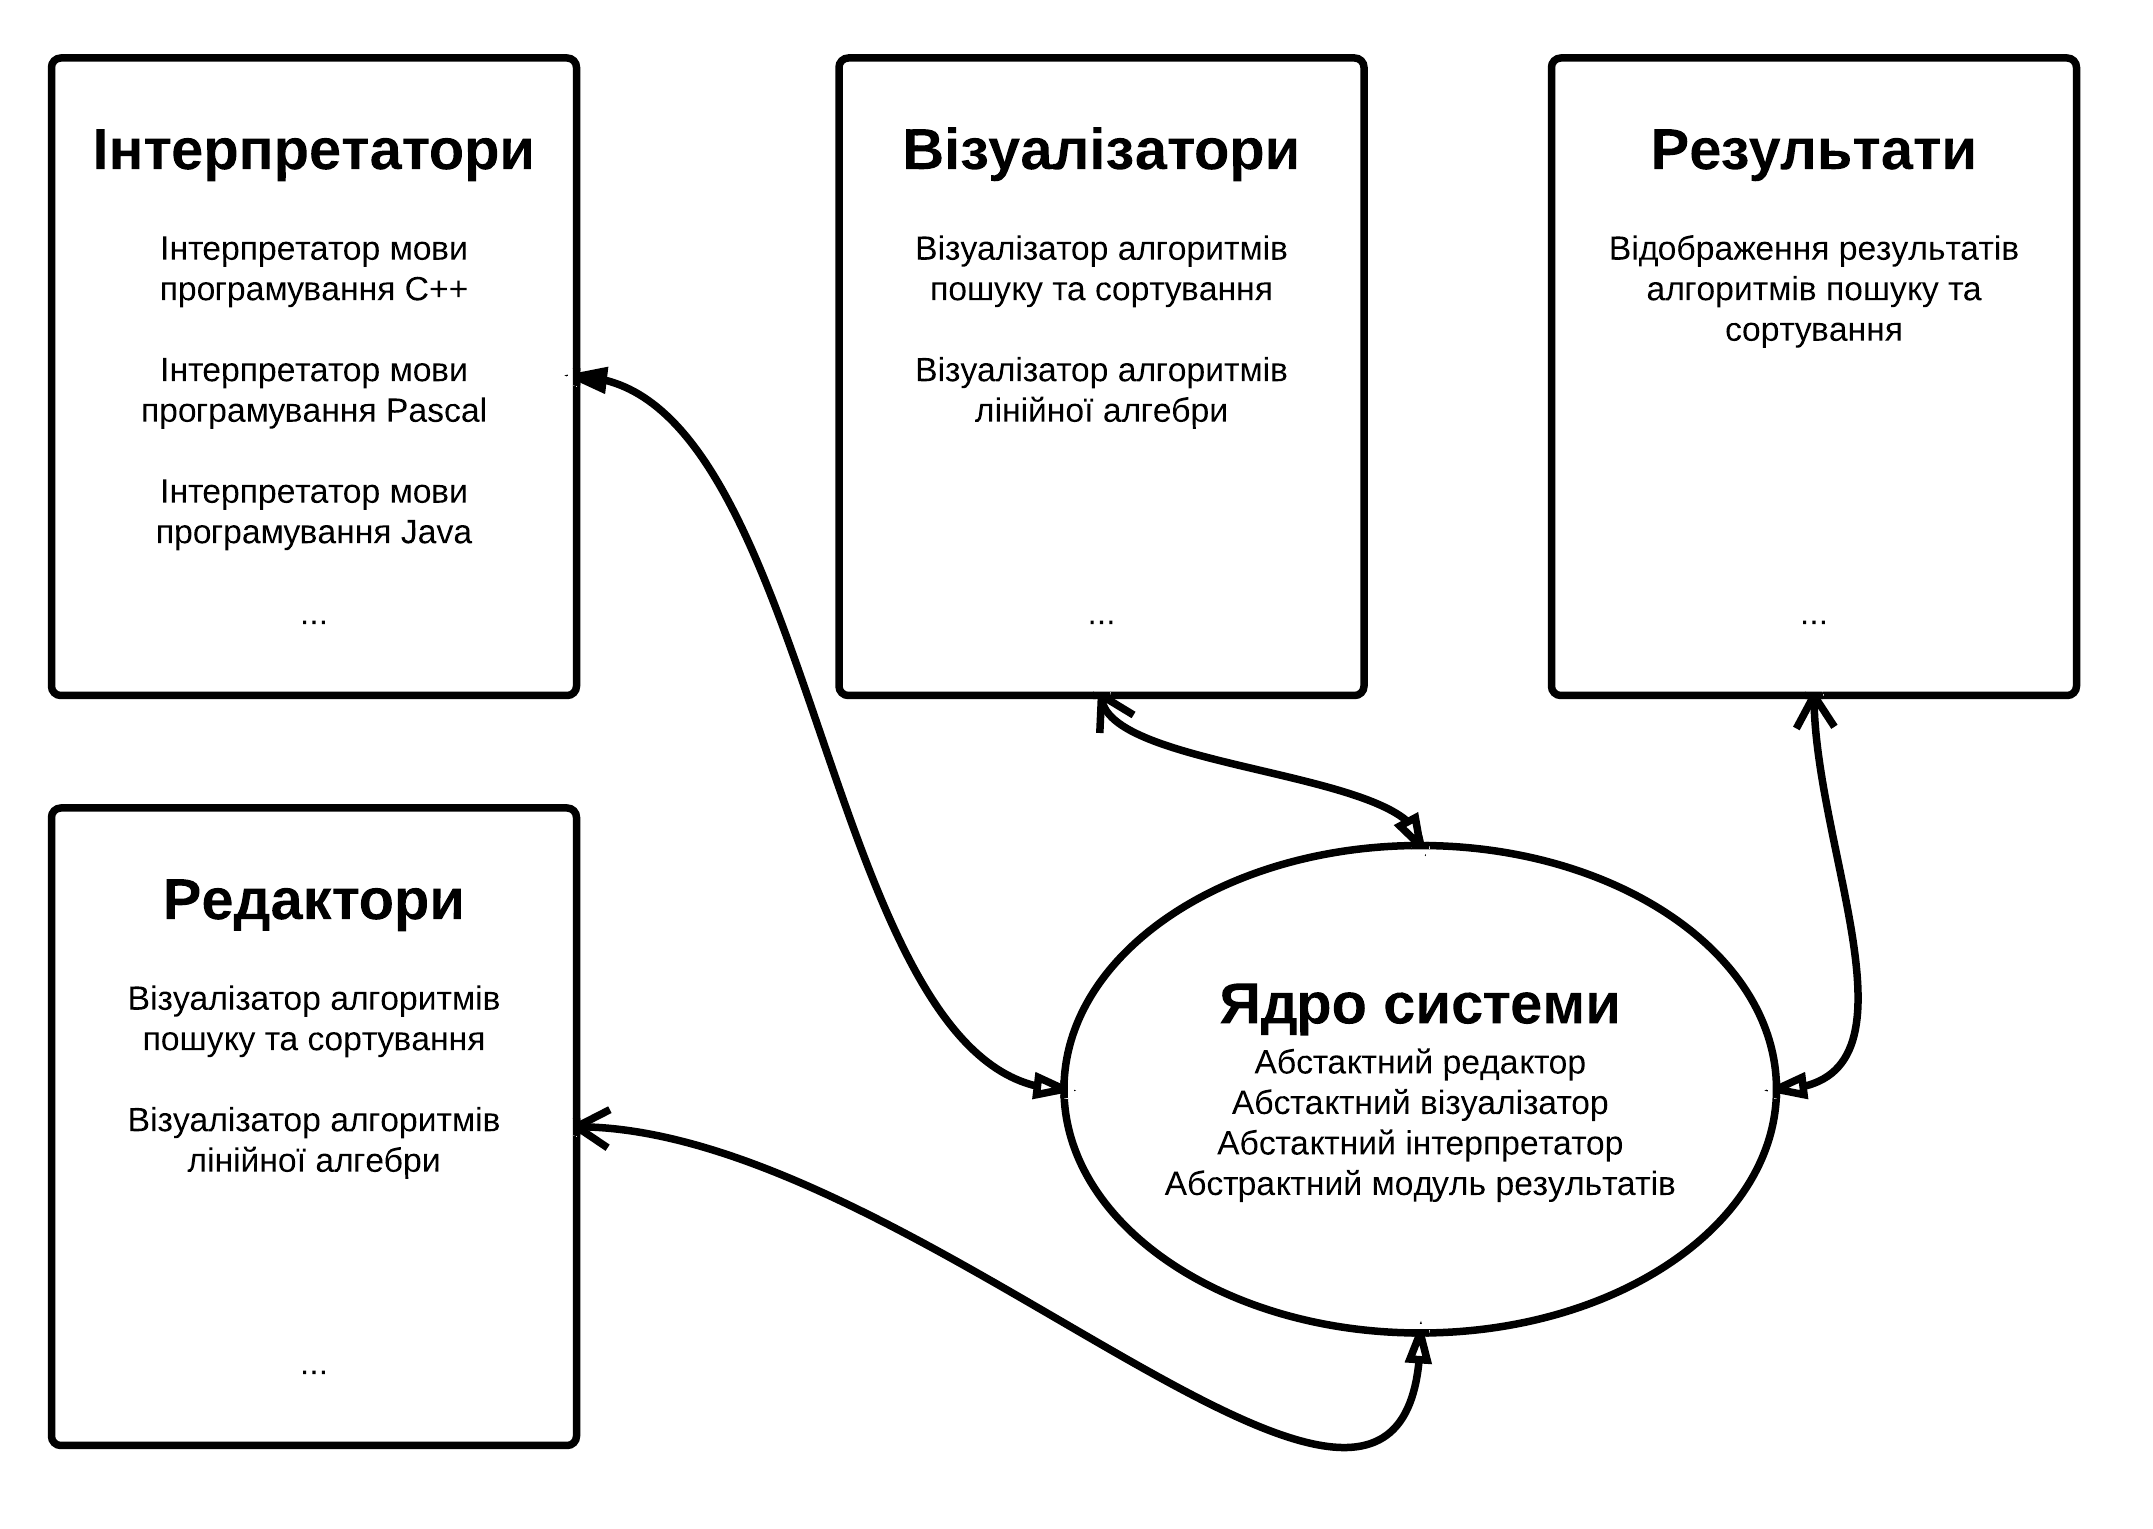 Інтерпретатори
Інтерпретатор мови
програмування C++
Інтерпретатор мови
програмування Pascal
Інтерпретатор мови
програмування Java
...
Візуалізатори
Візуалізатор алгоритмів
пошуку та сортування
Візуалізатор алгоритмів
лінійної алгебри
...
Результати
Відображення результатів
алгоритмів пошуку та
сортування
...
Редактори
Візуалізатор алгоритмів
пошуку та сортування
Візуалізатор алгоритмів
лінійної алгебри
...
Ядро системи
Абстактний редактор
Абстактний візуалізатор
Абстактний інтерпретатор
Абстрактний модуль результатів